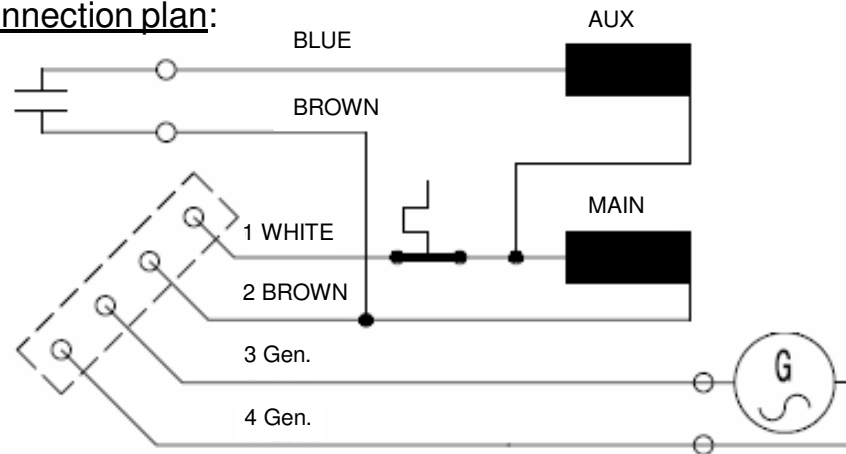 nnection plan:
BLUE
AUX
BROWN
MAIN
1 WHITE
2 BROWN
3 Gen.
G
4 Gen.